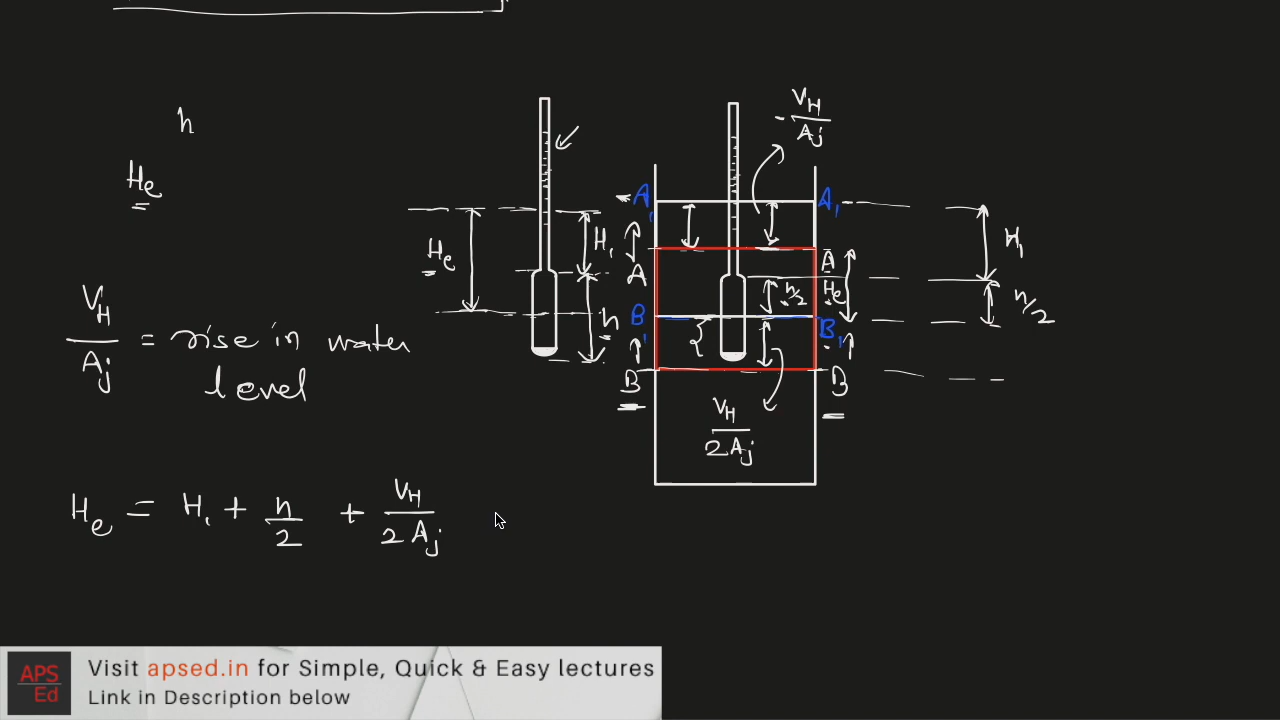 h
He
VH/Aj = rise in water level
He = H1 + h/2 + VH/2Aj
He
H1
h
- VH/Aj
A1 A1
A A
He
h/2
B1 B1
B B
VH/2Aj
H1
h/2
APS Ed
Visit apsed.in for Simple, Quick & Easy lectures
Link in Description below